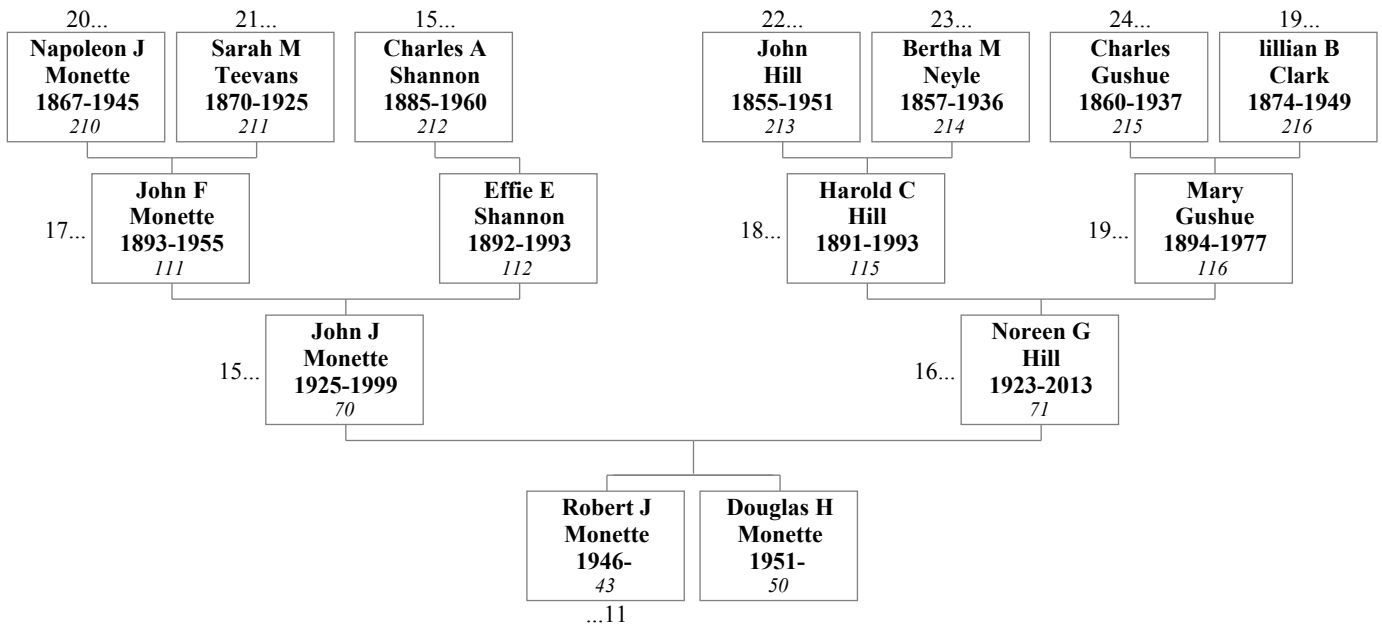 20...
21...
15...
22...
23...
24...
19...
Napoleon J
Monette
1867-1945
210
Sarah M
Teevans
1870-1925
211
Charles A
Shannon
1885-1960
212
John
Hill
1855-1951
213
Bertha M
Neyle
1857-1936
214
Charles
Gushue
1860-1937
215
lillian B
Clark
1874-1949
216
17...
John F
Monette
1893-1955
111
Effie E
Shannon
1892-1993
112
18...
Harold C
Hill
1891-1993
115
19...
Mary
Gushue
1894-1977
116
15...
John J
Monette
1925-1999
70
16...
Noreen G
Hill
1923-2013
71
Robert J
Monette
1946-
43
Douglas H
Monette
1951-
50
...11